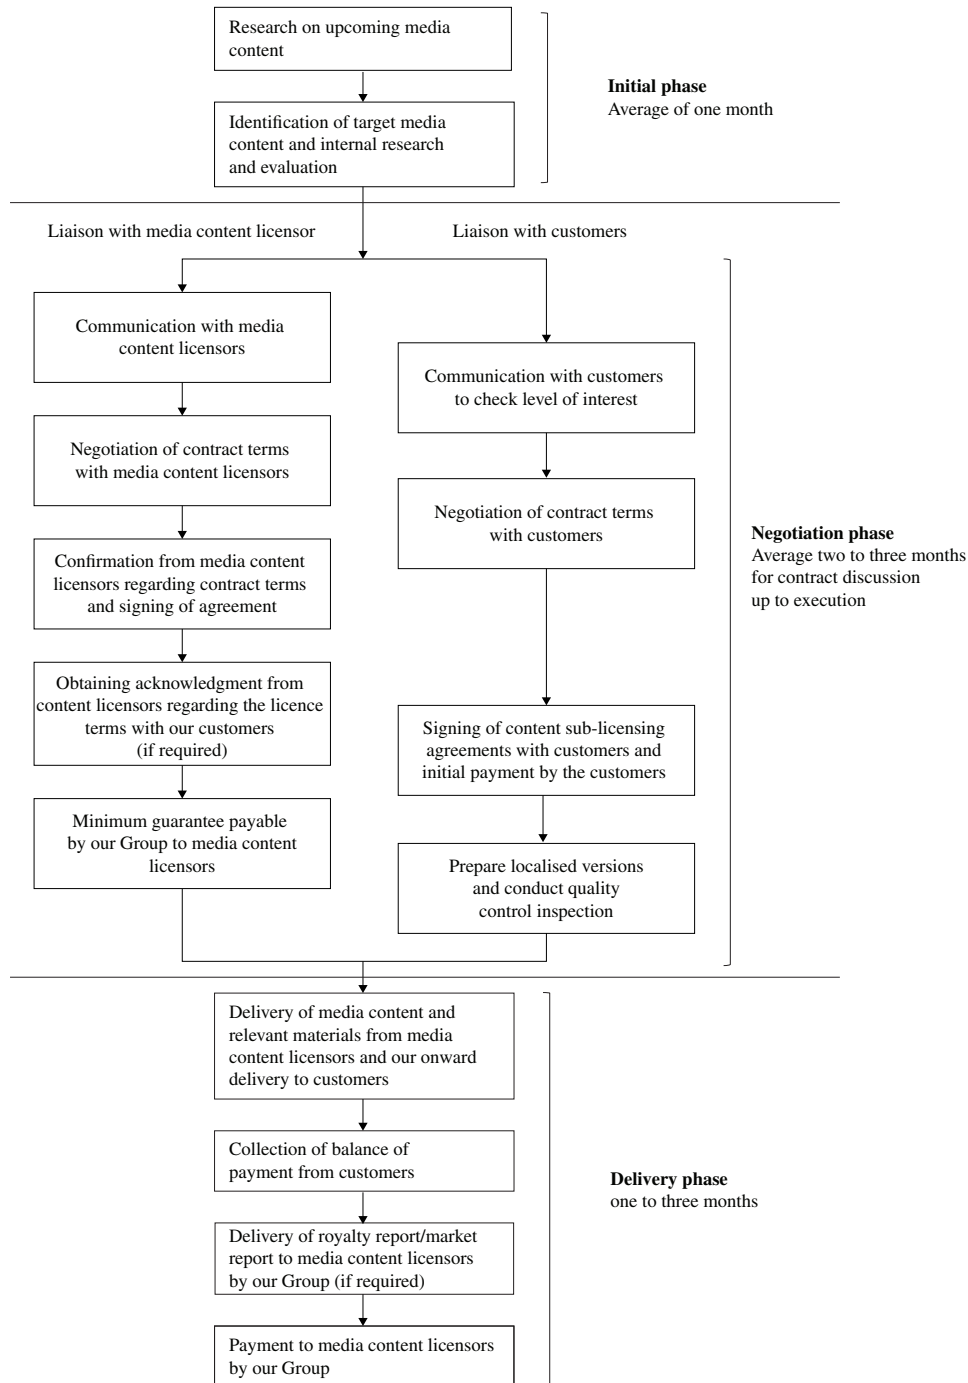 Research on upcoming media
content
Initial phase
Average of one month
Identification of target media
content and internal research
and evaluation
Liaison with media content licensor
Liaison with customers
Communication with media
content licensors
Negotiation of contract terms
with media content licensors
Confirmation from media content
licensors regarding contract terms
and signing of agreement
Obtaining acknowledgment from
content licensors regarding the licence
terms with our customers
(if required)
Minimum guarantee payable
by our Group to media content
licensors
Communication with customers
to check level of interest
Negotiation of contract terms
with customers
Signing of content sub-licensing
agreements with customers and
initial payment by the customers
Prepare localised versions
and conduct quality
control inspection
Negotiation phase
Average two to three months
for contract discussion
up to execution
Delivery of media content and
relevant materials from media
content licensors and our onward
delivery to customers
Collection of balance of
payment from customers
Delivery of royalty report/market
report to media content licensors
by our Group (if required)
Payment to media content licensors
by our Group
Delivery phase
one to three months